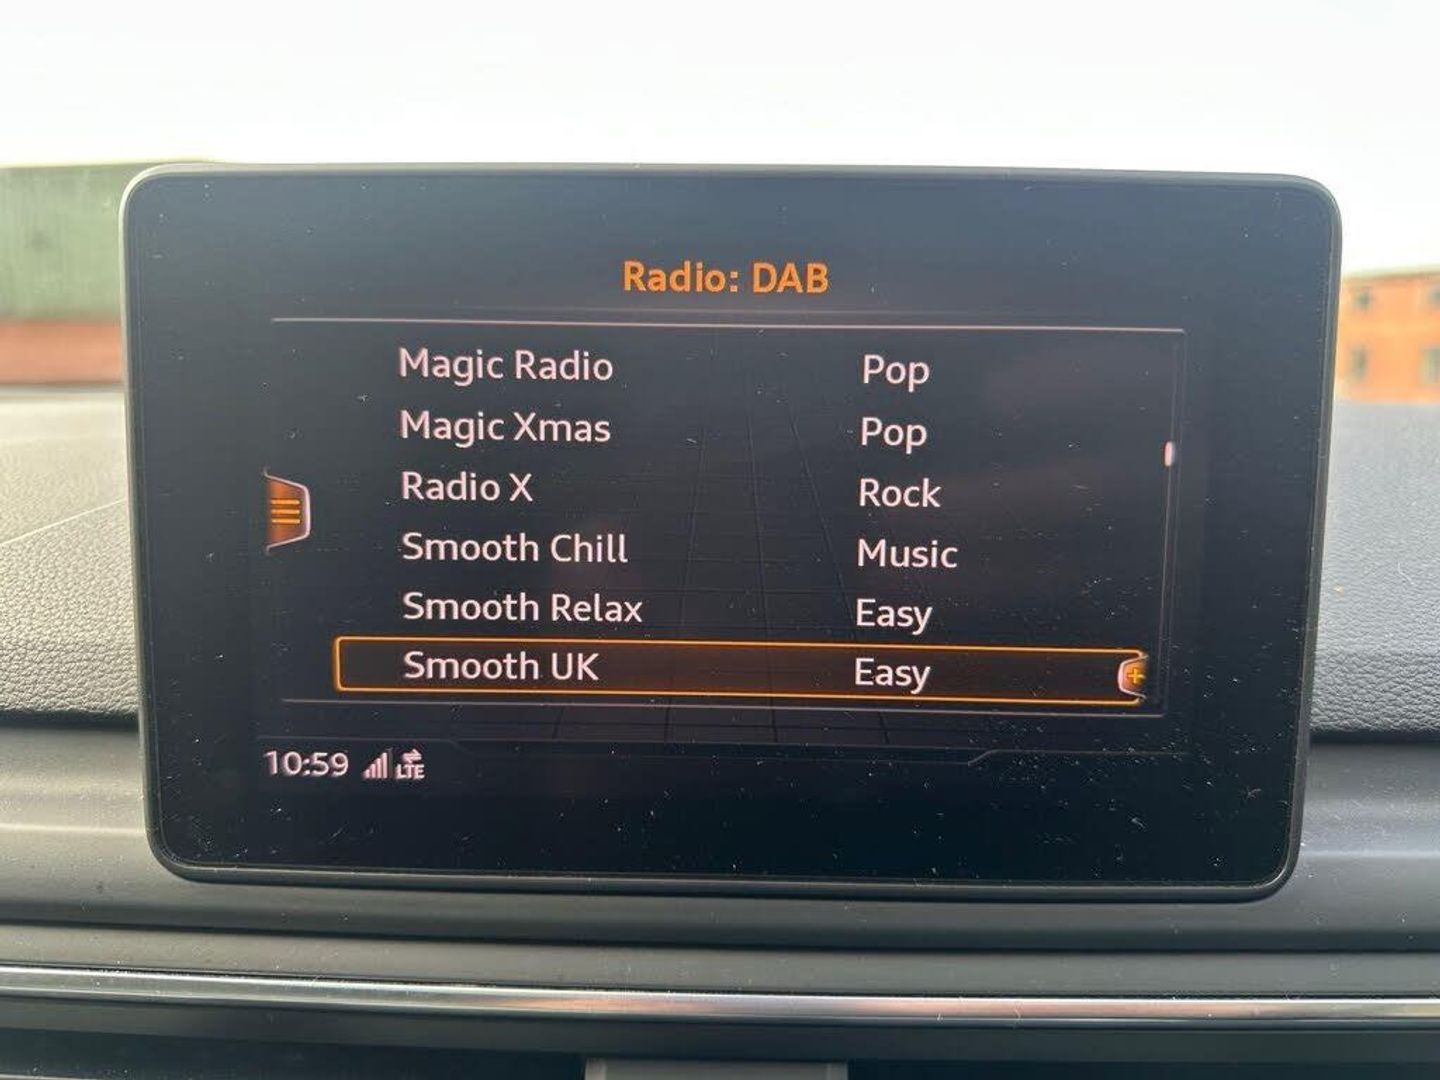 Radio: DAB
Magic Radio Pop
Magic Xmas Pop
Radio X Rock
Smooth Chill Music
Smooth Relax Easy
Smooth UK Easy
10:59 LTE